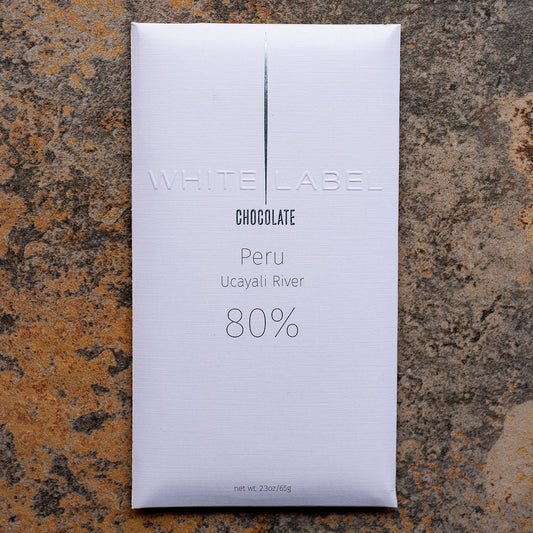 WHITE LABEL
CHOCOLATE
Peru
Ucayali River
80%
net wt. 2.3oz/65g